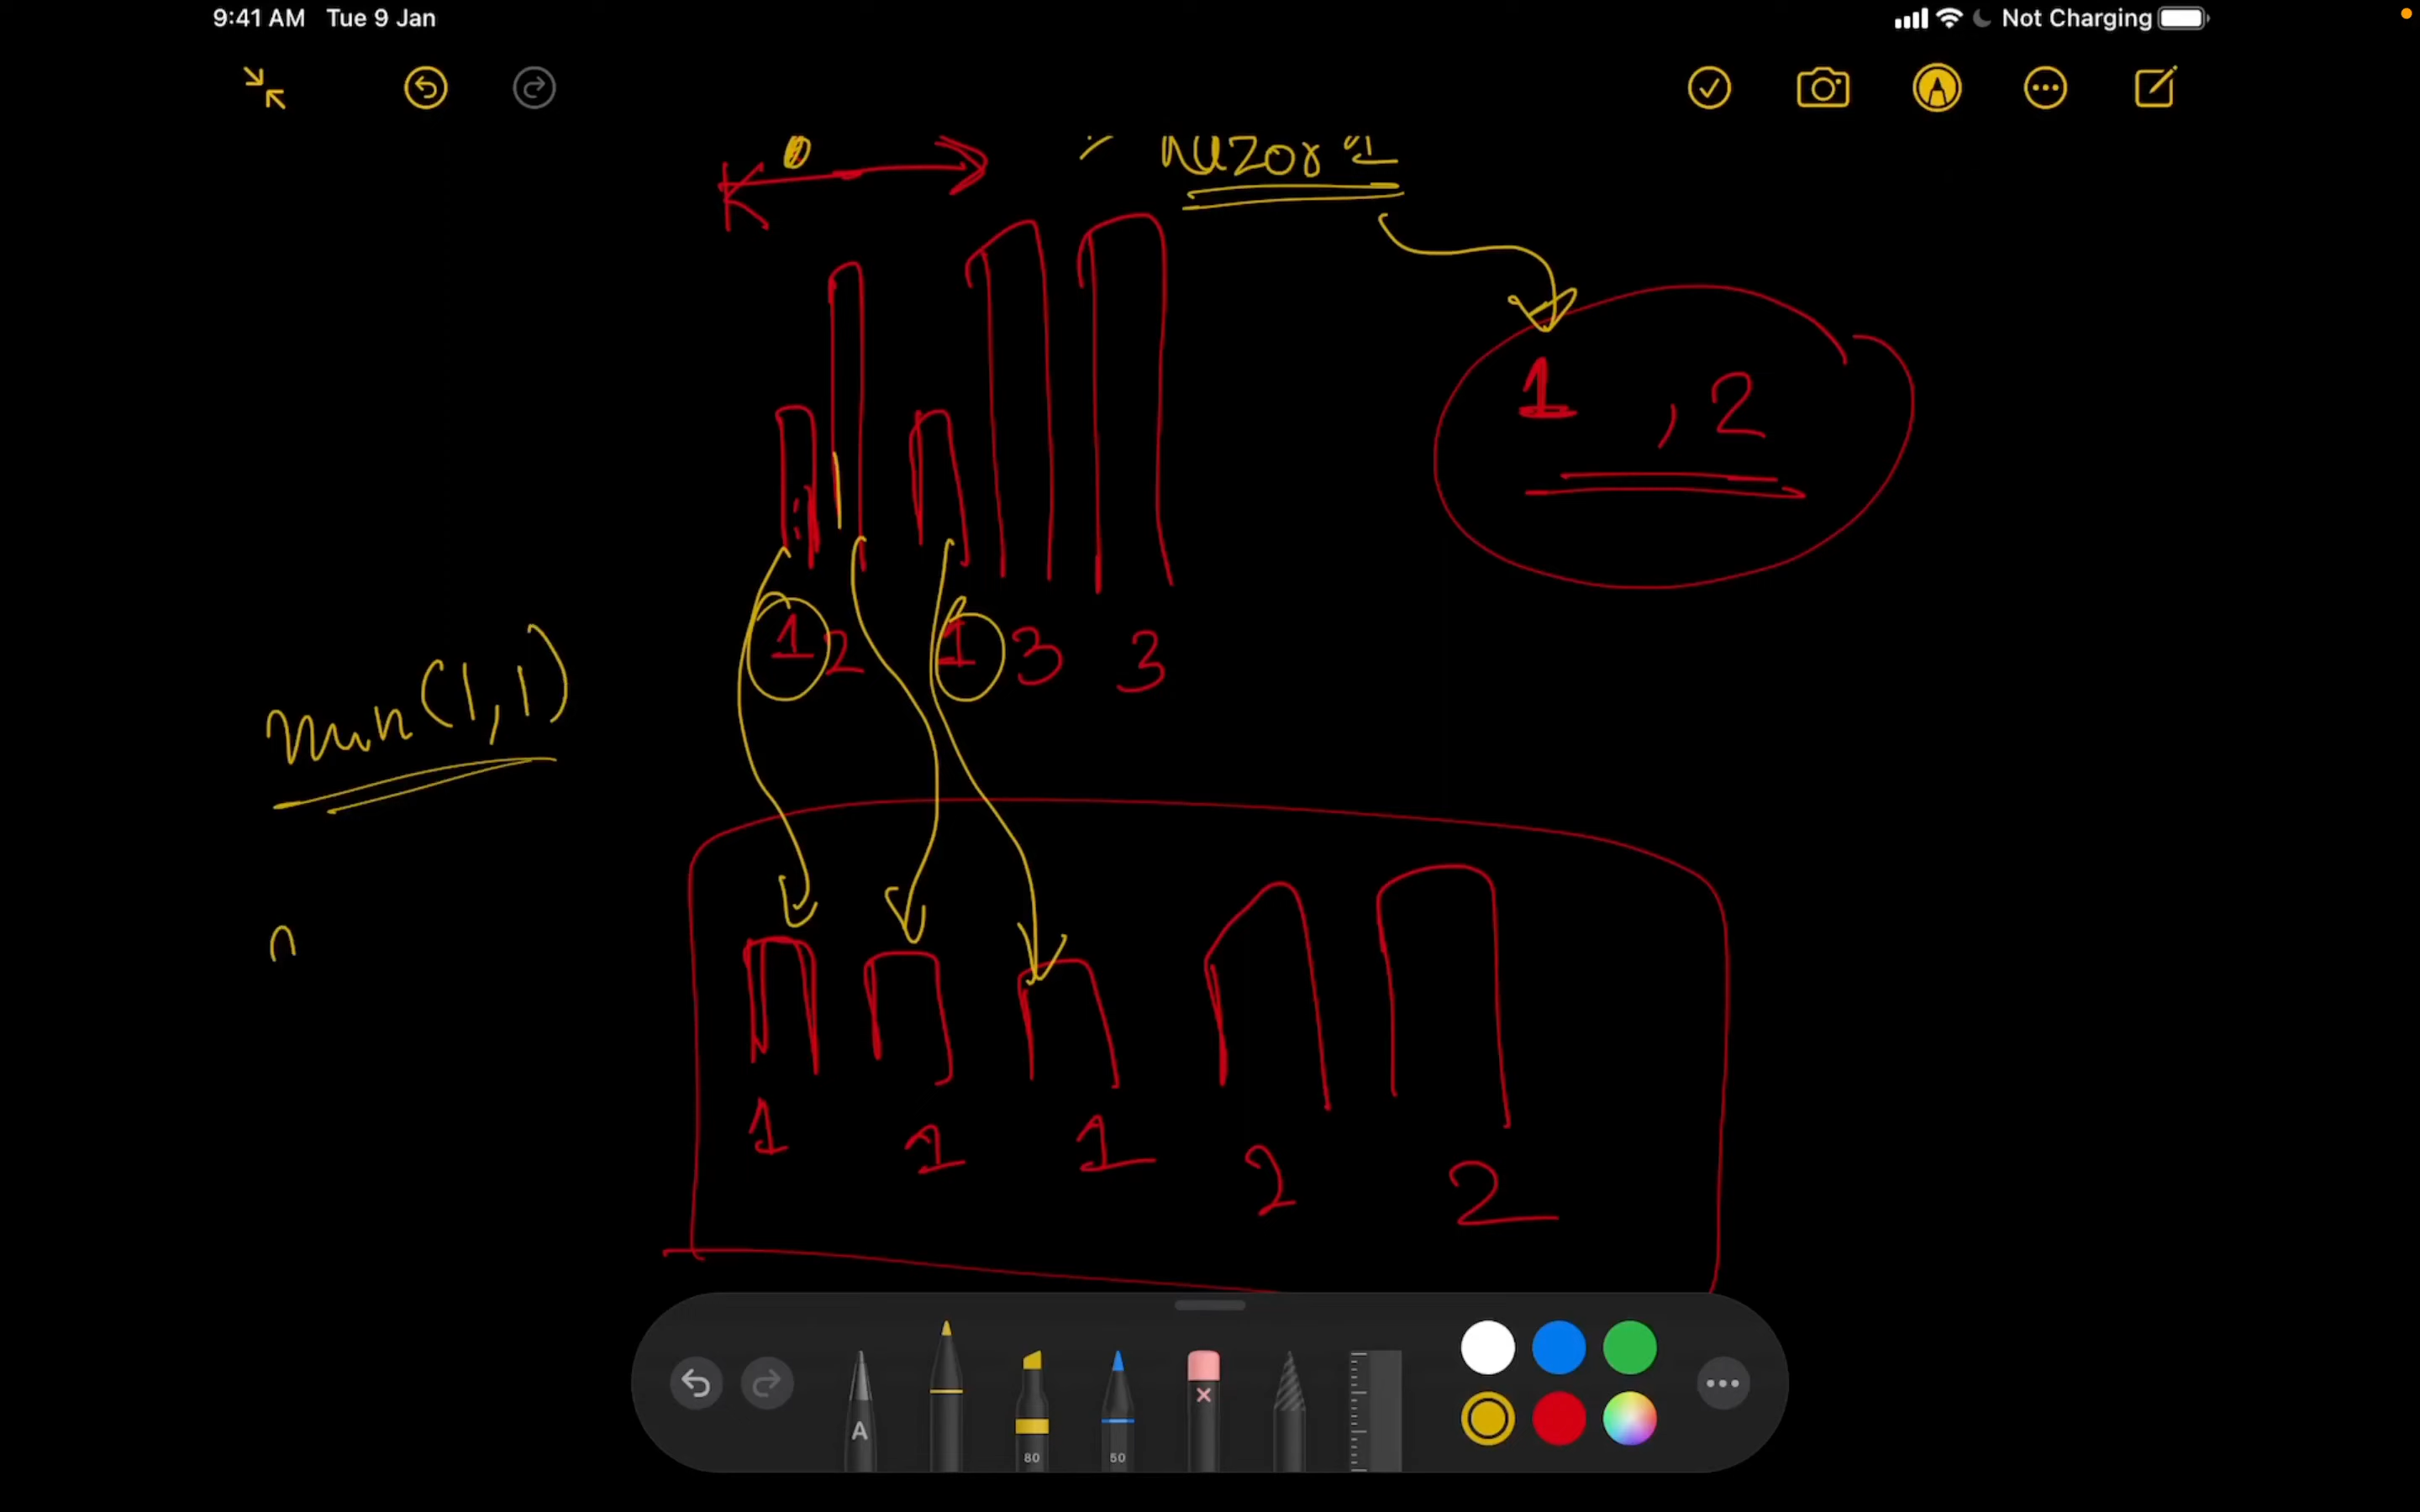 9:41 AM Tue 9 Jan
Not Charging
1 , 2
1 2 1 3 3
min(1,1)
n
1 1 1 2 2
A
80
50